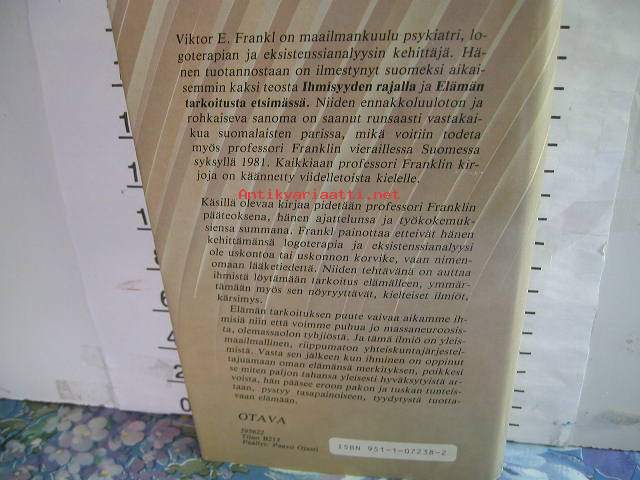 Viktor E. Frankl on maailmankuulu psykiatri, lo-
goterapian ja eksistenssianalyysin kehittäjä. Hä-
nen tuotannostaan on ilmestynyt suomeksi aikai-
semmin kaksi teosta Ihmisyyden rajalla ja Elämän
tarkoitusta etsimässä. Niiden ennakkoluuloton ja
rohkaiseva sanoma on saanut runsaasti vastakai-
kua suomalaisten parissa, mikä voitiin todeta
myös professori Franklin vieraillessa Suomessa
syksyllä 1981. Kaikkiaan professori Franklin kir-
joja on käännetty viidelletoista kielelle.
Antikvariaatti.net
Käsillä olevaa kirjaa pidetään professori Franklin
pääteoksena, hänen ajattelunsa ja työkokemuk-
siensa summana. Frankl painottaa etteivät hänen
kehittämänsä logoterapia ja eksistenssianalyysi
ole uskontoa tai uskonnon korvike, vaan nimen-
omaan lääketiedettä. Niiden tehtävänä on auttaa
ihmistä löytämään tarkoitus elämälleen, ymmär-
tämään myös sen nöyryyttävät, kielteiset ilmiöt,
kärsimys.
Elämän tarkoituksen puute vaivaa aikamme ih-
misiä niin että voimme puhua jo massaneuroosis-
ta, olemassaolon tyhjiöstä. Ja tämä ilmiö on yleis-
maailmallinen, riippumaton yhteiskuntajärjestel-
mistä. Vasta sen jälkeen kun ihminen on oppinut
tajuamaan oman elämänsä merkityksen, poikkesi
se miten paljon tahansa yleisesti hyväksytyistä ar-
voista, hän pääsee eroon pakon ja tuskan tunteis-
taan, pystyy tasapainoiseen, tyydytystä tuotta-
vaan elämään.
OTAVA
Päällys: Paavo Ojasti
ISBN 951-1-07238-2